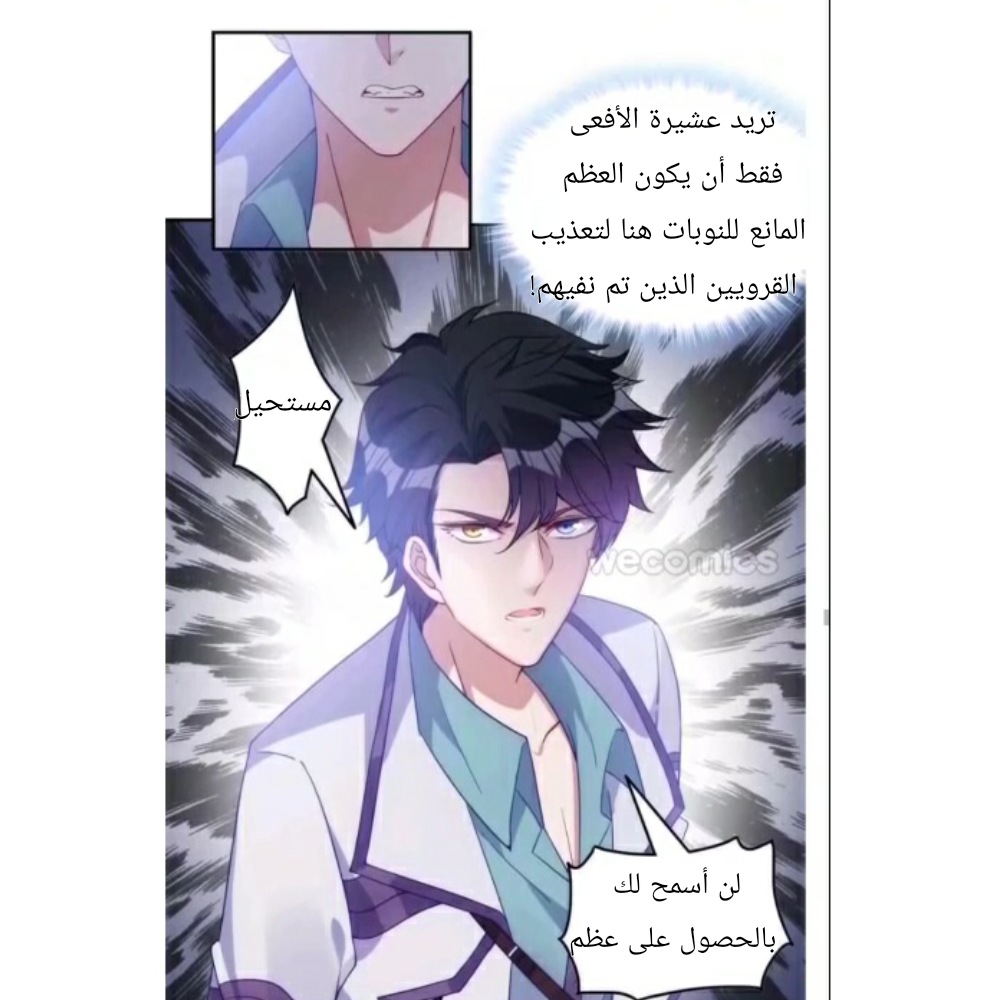 تريد عشيرة الأفعى
فقط أن يكون العظم
المانع للنوبات هنا لتعذيب
القرويين الذين تم نفيهم!
مستحيل
wecomics
لن أسمح لك
بالحصول على عظم